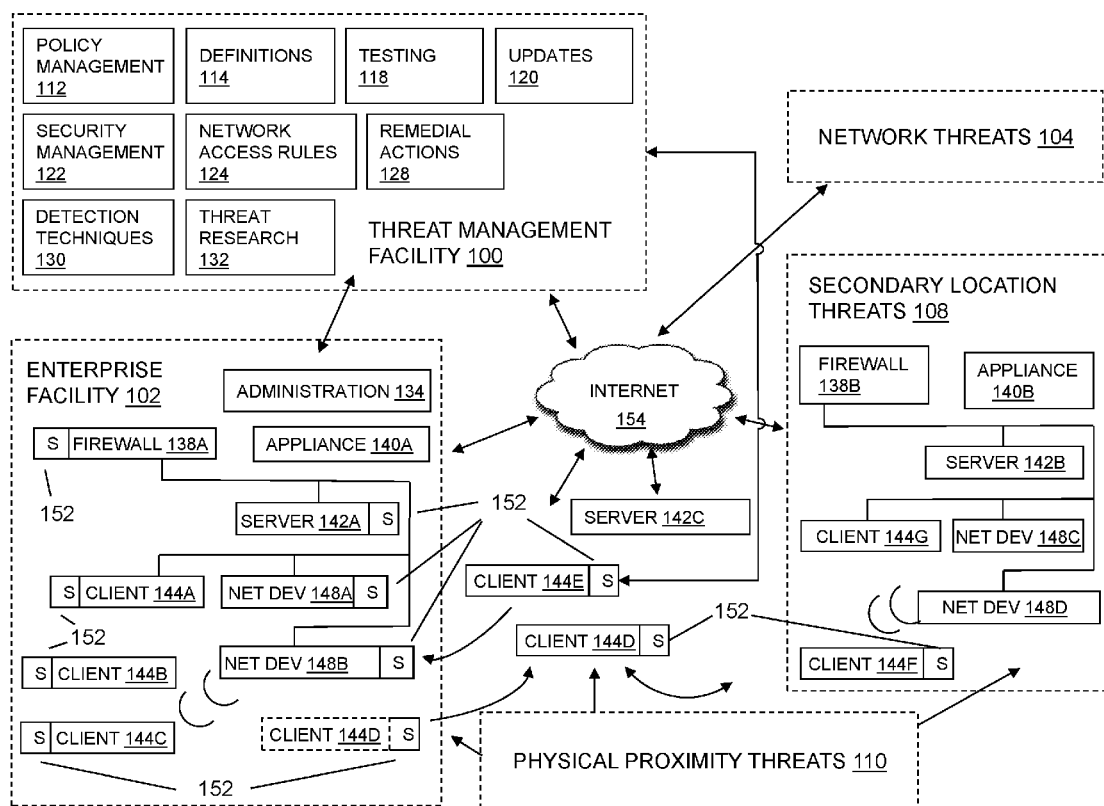 POLICY
MANAGEMENT
112
DEFINITIONS
114
TESTING
118
UPDATES
120
SECURITY
MANAGEMENT
122
NETWORK
ACCESS RULES
124
REMEDIAL
ACTIONS
128
DETECTION
TECHNIQUES
130
THREAT
RESEARCH
132
THREAT MANAGEMENT
FACILITY 100
NETWORK THREATS 104
ENTERPRISE
FACILITY 102
ADMINISTRATION 134
S FIREWALL 138A
APPLIANCE 140A
152
SERVER 142A S
S CLIENT 144A
NET DEV 148A S
152
S CLIENT 144B
NET DEV 148B S
S CLIENT 144C
CLIENT 144D S
152
INTERNET
154
152
SERVER 142C
CLIENT 144E S
CLIENT 144D S
152
SECONDARY LOCATION
THREATS 108
FIREWALL
138B
APPLIANCE
140B
SERVER 142B
CLIENT 144G
NET DEV 148C
NET DEV 148D
CLIENT 144F S
PHYSICAL PROXIMITY THREATS 110